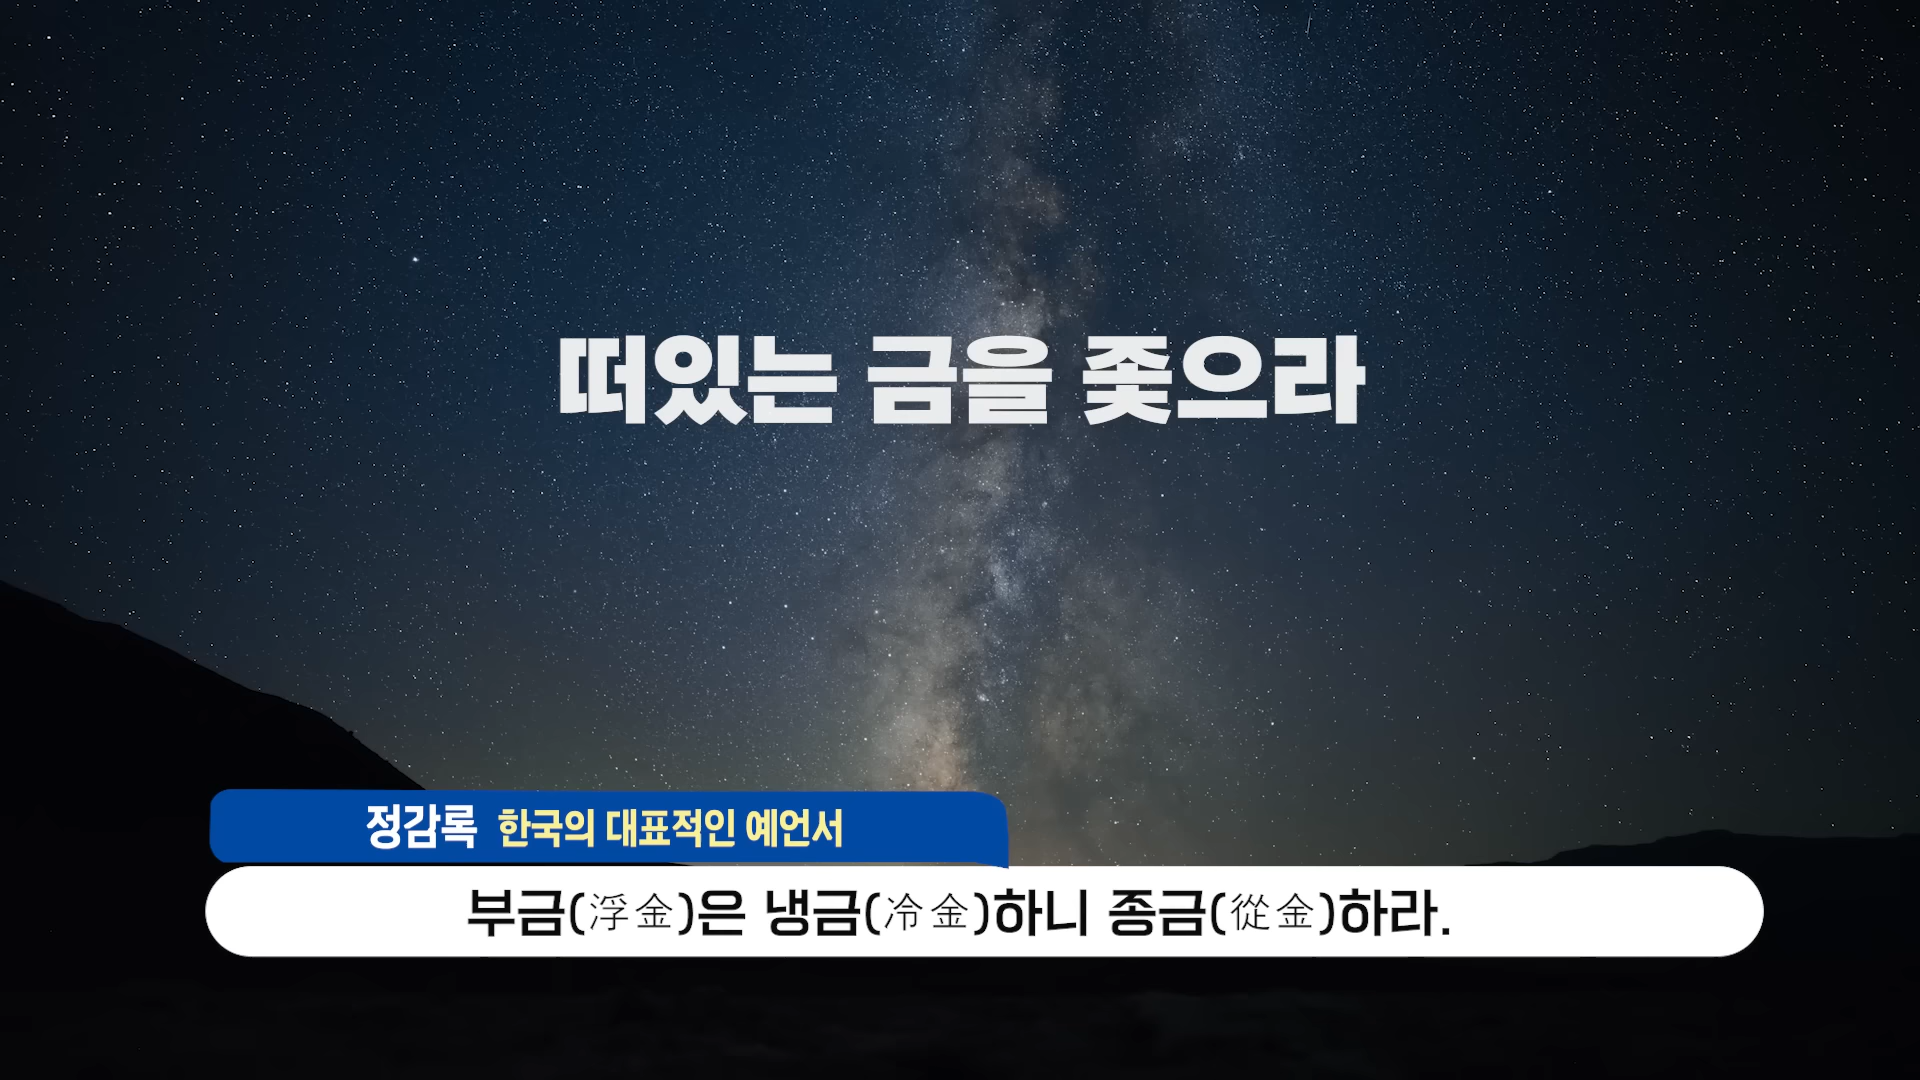 떠있는 금을 좇으라
정감록 한국의 대표적인 예언서
부금(浮金)은 냉금(冷金)하니 종금(從金)하라.